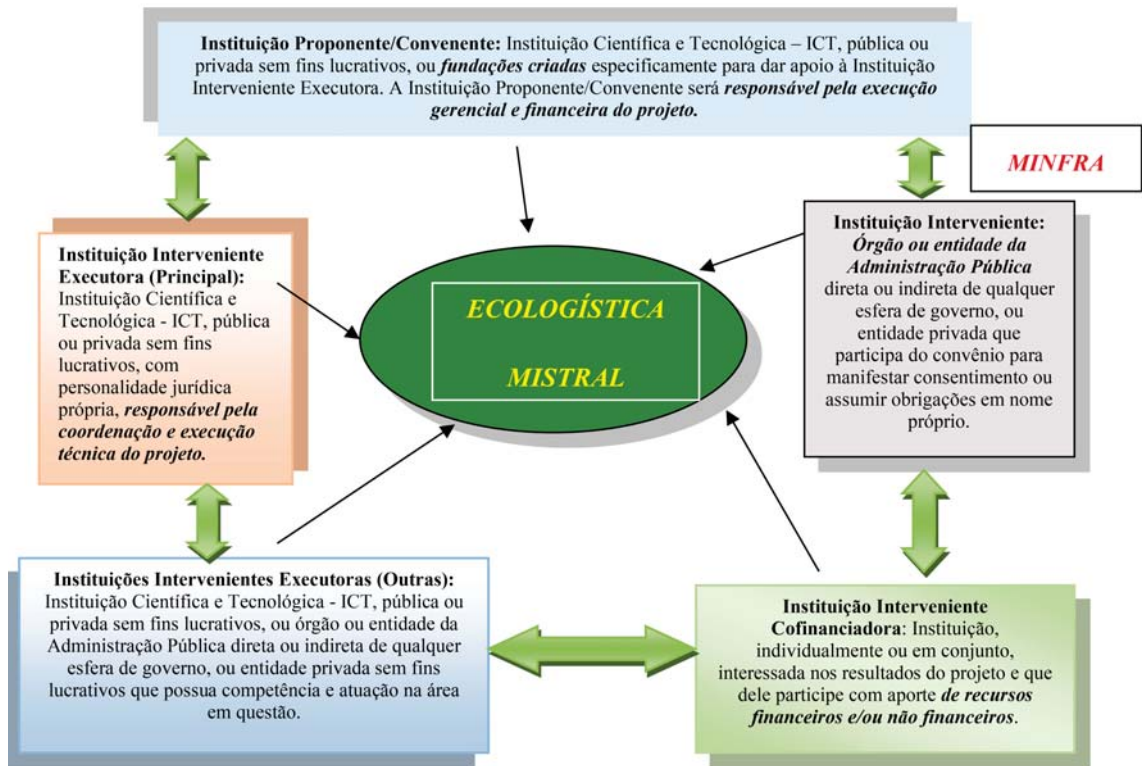 Instituição Proponente/Convenente: Instituição Científica e Tecnológica – ICT, pública ou
privada sem fins lucrativos, ou fundações criadas especificamente para dar apoio à Instituição
Interveniente Executora. A Instituição Proponente/Convenente será responsável pela execução
gerencial e financeira do projeto.
MINFRA
Instituição Interveniente
Executora (Principal):
Instituição Científica e
Tecnológica - ICT, pública
ou privada sem fins
lucrativos, com
personalidade jurídica
própria, responsável pela
coordenação e execução
técnica do projeto.
ECOLOGÍSTICA
MISTRAL
Instituição Interveniente:
Órgão ou entidade da
Administração Pública
direta ou indireta de qualquer
esfera de governo, ou
entidade privada que
participa do convênio para
manifestar consentimento ou
assumir obrigações em nome
próprio.
Instituições Intervenientes Executoras (Outras):
Instituição Científica e Tecnológica - ICT, pública ou
privada sem fins lucrativos, ou órgão ou entidade da
Administração Pública direta ou indireta de qualquer
esfera de governo, ou entidade privada sem fins
lucrativos que possua competência e atuação na área
em questão.
Instituição Interveniente
Cofinanciadora: Instituição,
individualmente ou em conjunto,
interessada nos resultados do projeto e que
dele participe com aporte de recursos
financeiros e/ou não financeiros.